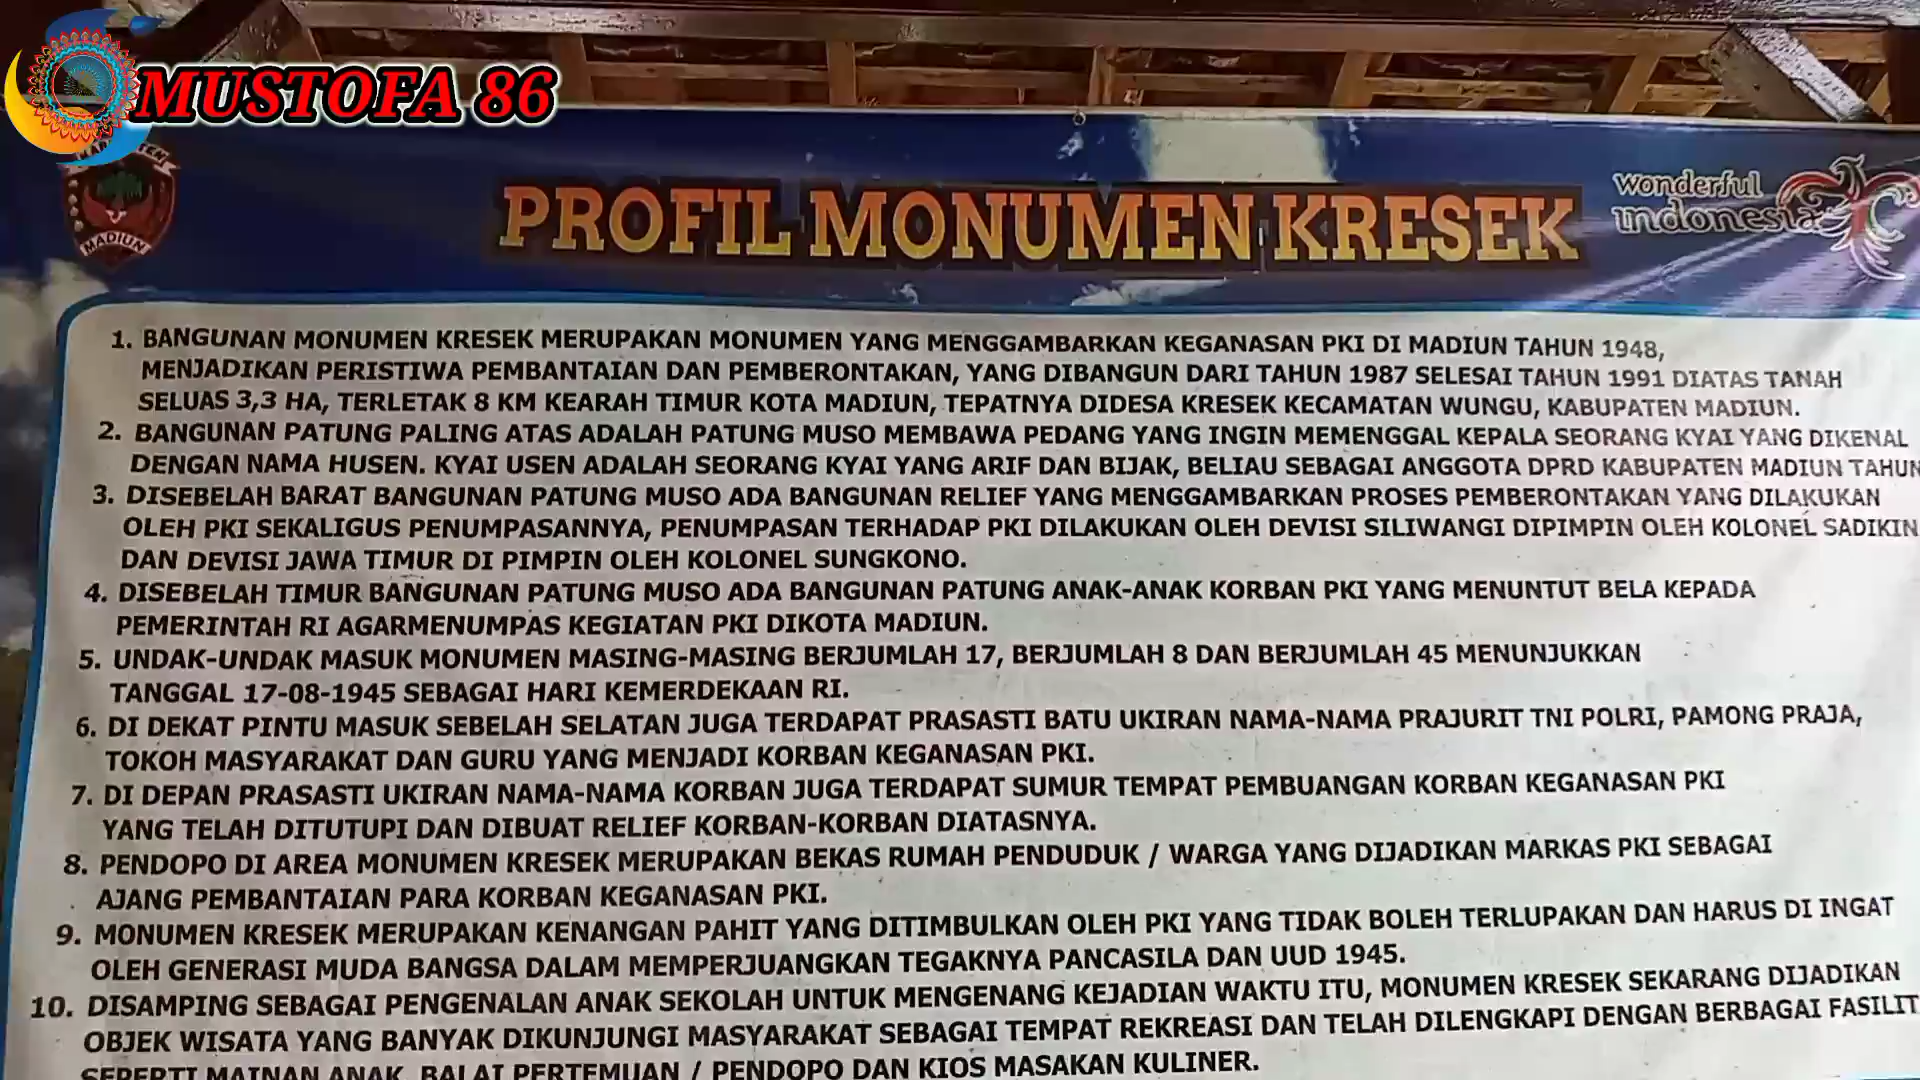 MUSTOFA 86
KABUPATEN
MADIUN
PROFIL MONUMEN KRESEK
wonderful
indonesia
1. BANGUNAN MONUMEN KRESEK MERUPAKAN MONUMEN YANG MENGGAMBARKAN KEGANASAN PKI DI MADIUN TAHUN 1948,
MENJADIKAN PERISTIWA PEMBANTAIAN DAN PEMBERONTAKAN, YANG DIBANGUN DARI TAHUN 1987 SELESAI TAHUN 1991 DIATAS TANAH
SELUAS 3,3 HA, TERLETAK 8 KM KEARAH TIMUR KOTA MADIUN, TEPATNYA DIDESA KRESEK KECAMATAN WUNGU, KABUPATEN MADIUN.
2. BANGUNAN PATUNG PALING ATAS ADALAH PATUNG MUSO MEMBAWA PEDANG YANG INGIN MEMENGGAL KEPALA SEORANG KYAI YANG DIKENAL
DENGAN NAMA HUSEN. KYAI USEN ADALAH SEORANG KYAI YANG ARIF DAN BIJAK, BELIAU SEBAGAI ANGGOTA DPRD KABUPATEN MADIUN TAHUN
3. DISEBELAH BARAT BANGUNAN PATUNG MUSO ADA BANGUNAN RELIEF YANG MENGGAMBARKAN PROSES PEMBERONTAKAN YANG DILAKUKAN
OLEH PKI SEKALIGUS PENUMPASANNYA, PENUMPASAN TERHADAP PKI DILAKUKAN OLEH DEVISI SILIWANGI DIPIMPIN OLEH KOLONEL SADIKIN
DAN DEVISI JAWA TIMUR DI PIMPIN OLEH KOLONEL SUNGKONO.
4. DISEBELAH TIMUR BANGUNAN PATUNG MUSO ADA BANGUNAN PATUNG ANAK-ANAK KORBAN PKI YANG MENUNTUT BELA KEPADA
PEMERINTAH RI AGARMENUMPAS KEGIATAN PKI DIKOTA MADIUN.
5. UNDAK-UNDAK MASUK MONUMEN MASING-MASING BERJUMLAH 17, BERJUMLAH 8 DAN BERJUMLAH 45 MENUNJUKKAN
TANGGAL 17-08-1945 SEBAGAI HARI KEMERDEKAAN RI.
6. DI DEKAT PINTU MASUK SEBELAH SELATAN JUGA TERDAPAT PRASASTI BATU UKIRAN NAMA-NAMA PRAJURIT TNI POLRI, PAMONG PRAJA,
TOKOH MASYARAKAT DAN GURU YANG MENJADI KORBAN KEGANASAN PKI.
7. DI DEPAN PRASASTI UKIRAN NAMA-NAMA KORBAN JUGA TERDAPAT SUMUR TEMPAT PEMBUANGAN KORBAN KEGANASAN PKI
YANG TELAH DITUTUPI DAN DIBUAT RELIEF KORBAN-KORBAN DIATASNYA.
8. PENDOPO DI AREA MONUMEN KRESEK MERUPAKAN BEKAS RUMAH PENDUDUK / WARGA YANG DIJADIKAN MARKAS PKI SEBAGAI
AJANG PEMBANTAIAN PARA KORBAN KEGANASAN PKI.
9. MONUMEN KRESEK MERUPAKAN KENANGAN PAHIT YANG DITIMBULKAN OLEH PKI YANG TIDAK BOLEH TERLUPAKAN DAN HARUS DI INGAT
OLEH GENERASI MUDA BANGSA DALAM MEMPERJUANGKAN TEGAKNYA PANCASILA DAN UUD 1945.
10. DISAMPING SEBAGAI PENGENALAN ANAK SEKOLAH UNTUK MENGENANG KEJADIAN WAKTU ITU, MONUMEN KRESEK SEKARANG DIJADIKAN
OBJEK WISATA YANG BANYAK DIKUNJUNGI MASYARAKAT SEBAGAI TEMPAT REKREASI DAN TELAH DILENGKAPI DENGAN BERBAGAI FASILIT
SEPERTI MAINAN ANAK, BALAI PERTEMUAN / PENDOPO DAN KIOS MASAKAN KULINER.